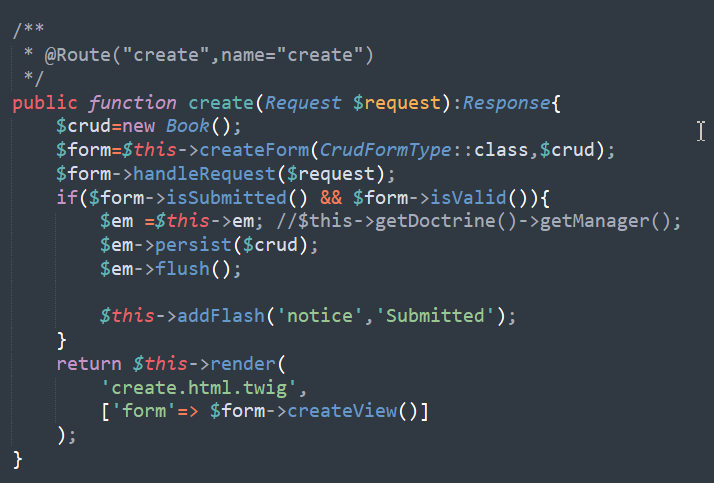 /**
 * @Route("create",name="create")
 */
public function create(Request $request):Response{
    $crud=new Book();
    $form=$this->createForm(CrudFormType::class,$crud);
    $form->handleRequest($request);
    if($form->isSubmitted() && $form->isValid()){
        $em =$this->em; //$this->getDoctrine()->getManager();
        $em->persist($crud);
        $em->flush();

        $this->addFlash('notice','Submitted');
    }
    return $this->render(
        'create.html.twig',
        ['form'=> $form->createView()]
    );
}